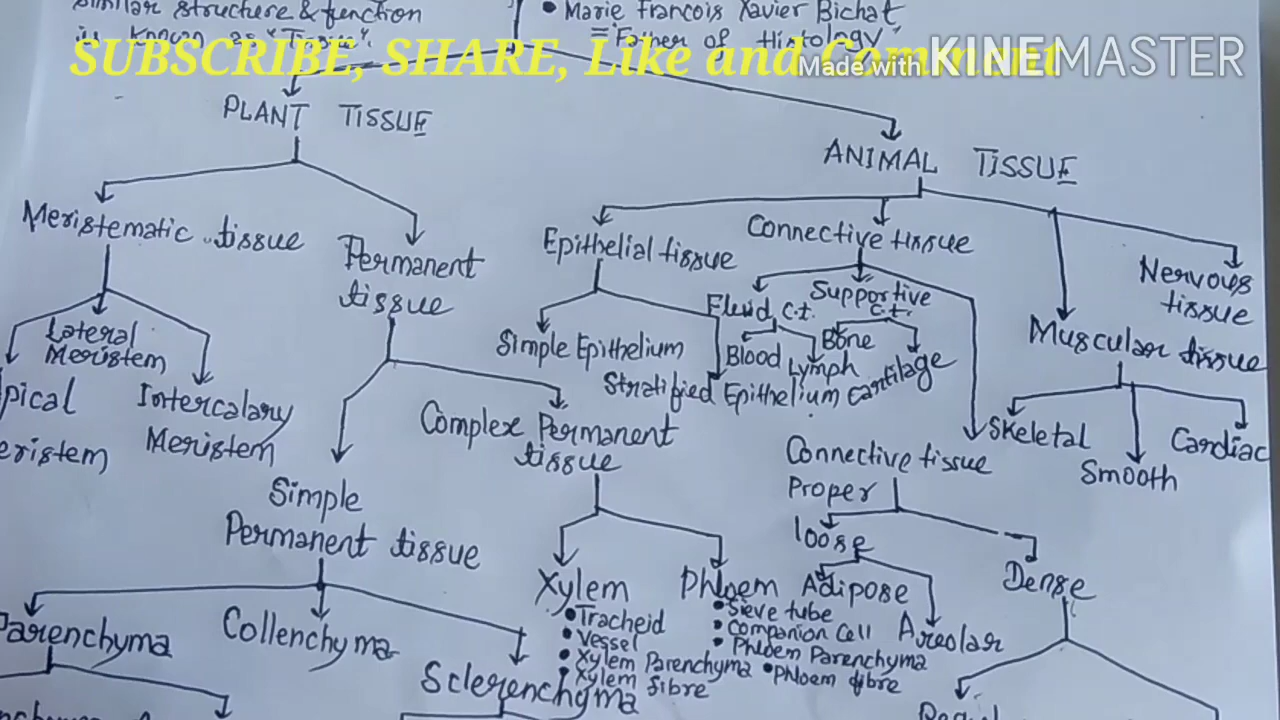 similar structure & function
is known as "Tissue".
• Marie Francois Xavier Bichat
= Father of Histology
SUBSCRIBE, SHARE, Like and Comment
Made with KINEMASTER
PLANT TISSUE
ANIMAL TISSUE
Meristematic tissue
Permanent
tissue
Epithelial tissue
Connective tissue
Nervous
tissue
Muscular tissue
Lateral
Meristem
pical
eristem
Intercalary
Meristem
Simple Epithelium
Stratified Epithelium
Fluid c.t.
Supportive
c.t.
Blood
Lymph
Bone
Cartilage
Skeletal
Smooth
Cardiac
Simple
Permanent tissue
Complex Permanent
tissue
Connective tissue
Proper
loose
Dense
Adipose
Areolar
Parenchyma
Collenchyma
Sclerenchyma
Xylem
• Tracheid
• Vessel
• Xylem Parenchyma
• Xylem fibre
Phloem
• Sieve tube
• Companion Cell
• Phloem Parenchyma
• Phloem fibre